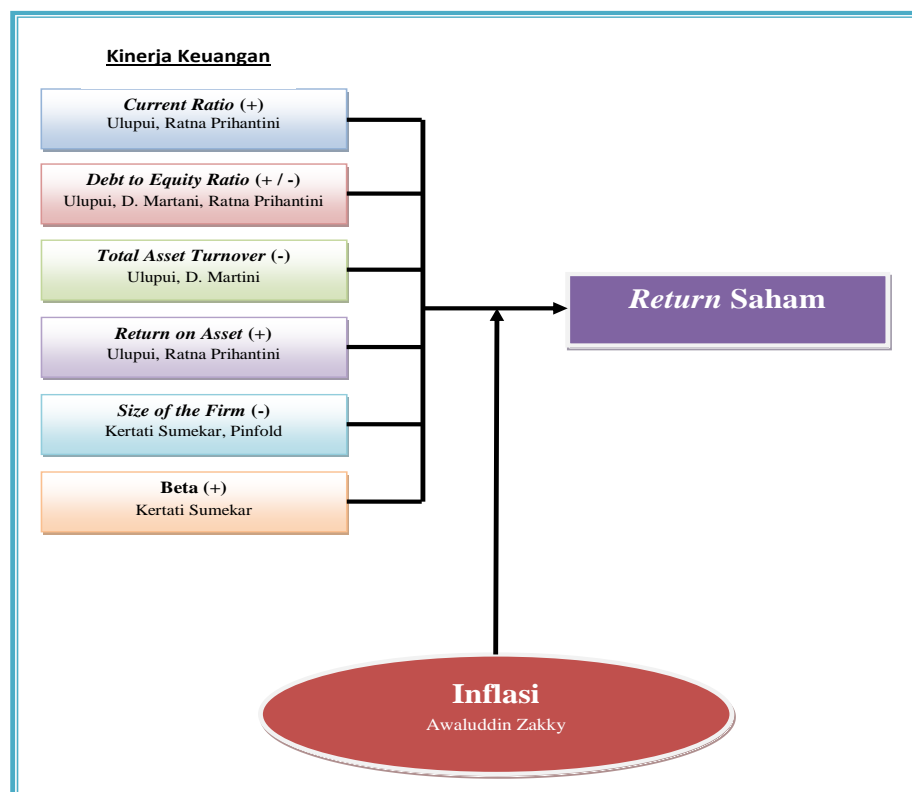 Kinerja Keuangan
Current Ratio (+)
Ulupui, Ratna Prihantini
Debt to Equity Ratio (+ / -)
Ulupui, D. Martani, Ratna Prihantini
Total Asset Turnover (-)
Ulupui, D. Martini
Return on Asset (+)
Ulupui, Ratna Prihantini
Size of the Firm (-)
Kertati Sumekar, Pinfold
Beta (+)
Kertati Sumekar
Return Saham
Inflasi
Awaluddin Zakky